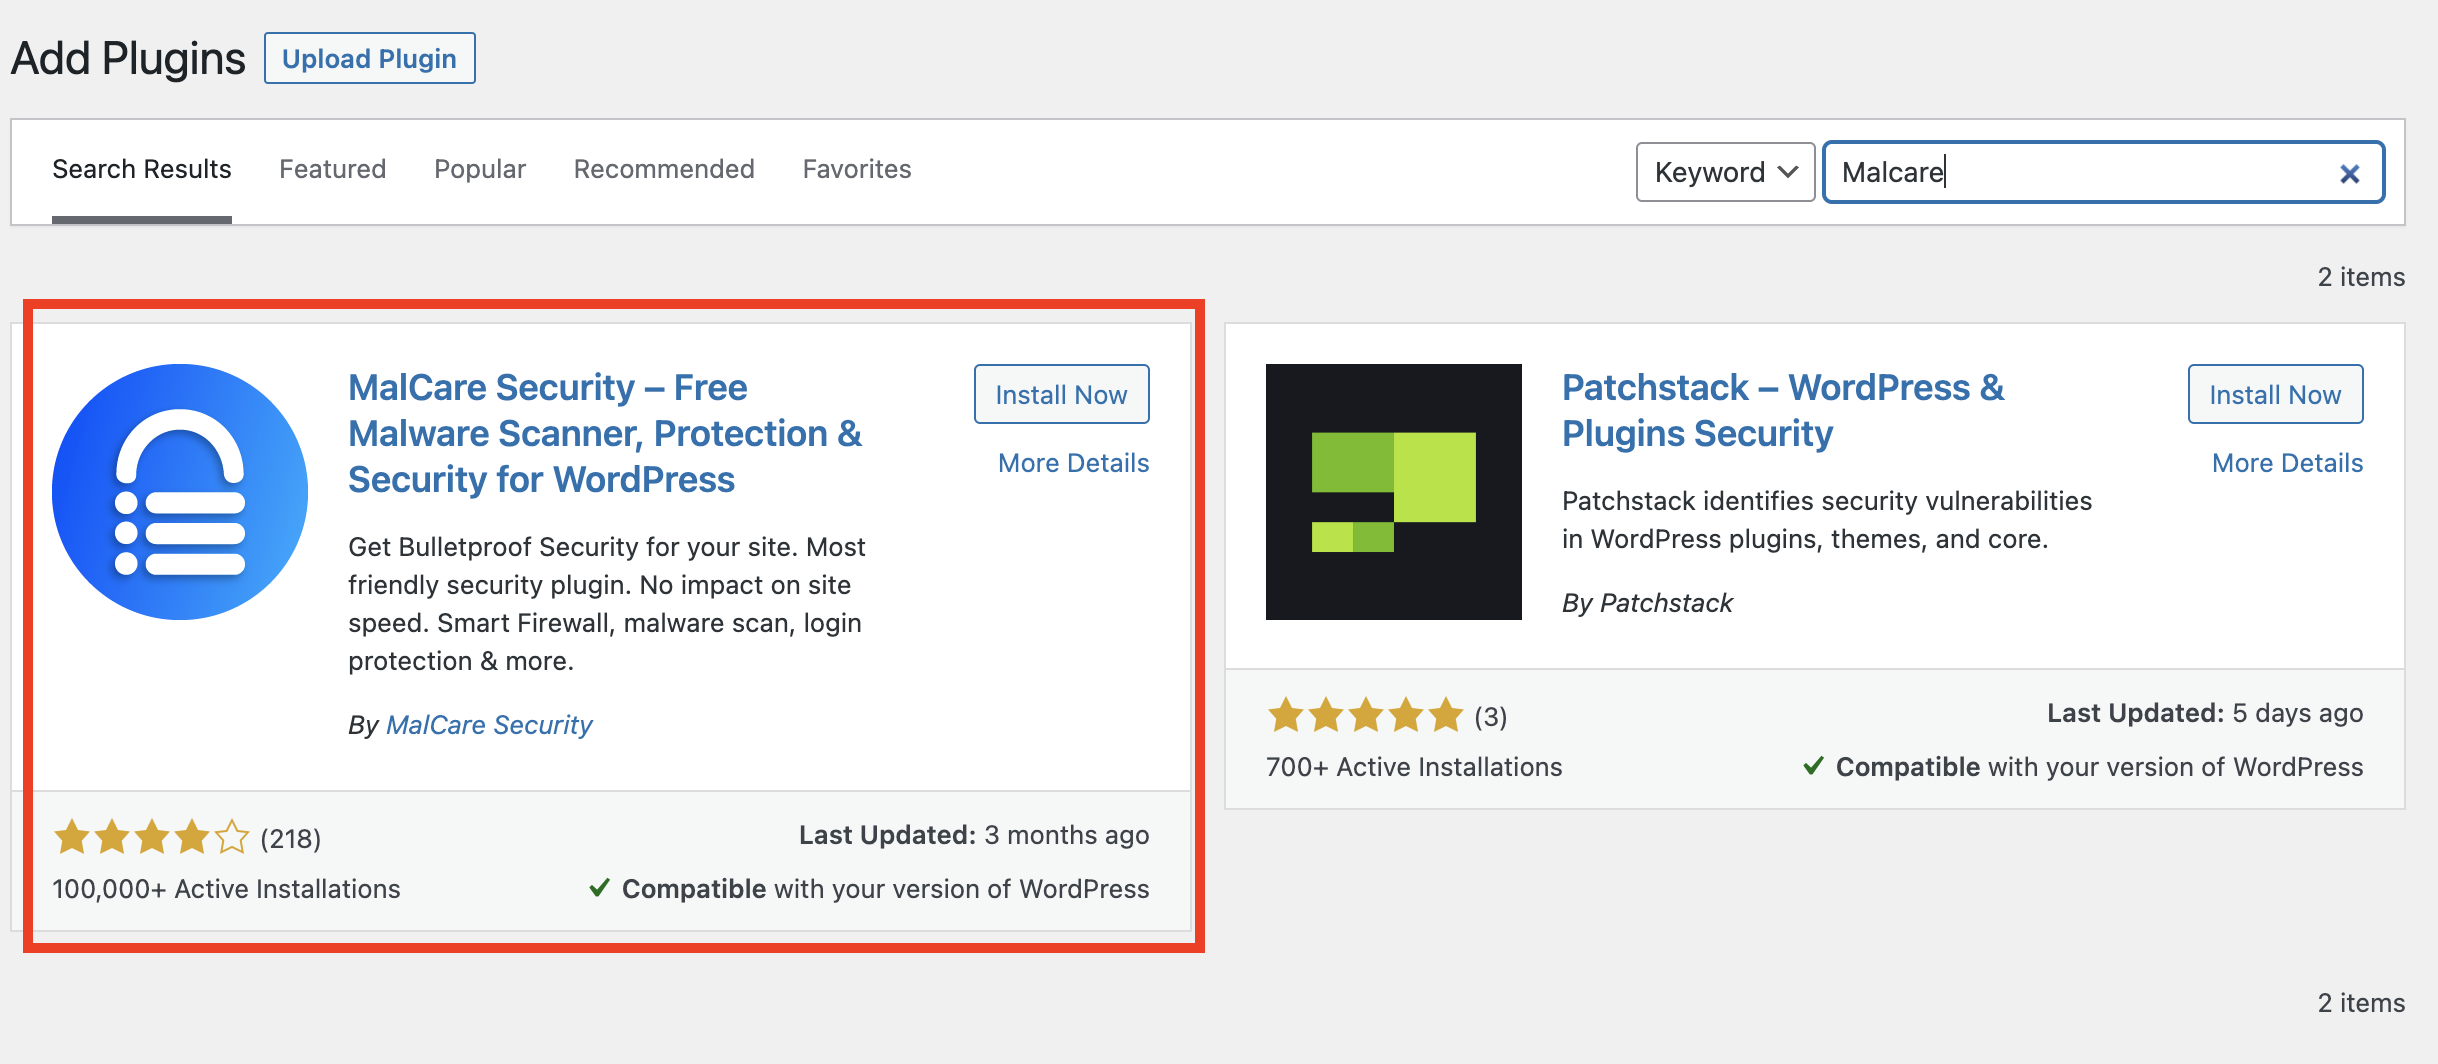 Add Plugins
Upload Plugin
Search Results
Featured
Popular
Recommended
Favorites
Keyword
Malcare
2 items
MalCare Security – Free
Malware Scanner, Protection &
Security for WordPress
Install Now
More Details
Get Bulletproof Security for your site. Most
friendly security plugin. No impact on site
speed. Smart Firewall, malware scan, login
protection & more.
By MalCare Security
(218)
Last Updated: 3 months ago
100,000+ Active Installations
Compatible with your version of WordPress
Patchstack – WordPress &
Plugins Security
Install Now
More Details
Patchstack identifies security vulnerabilities
in WordPress plugins, themes, and core.
By Patchstack
(3)
Last Updated: 5 days ago
700+ Active Installations
Compatible with your version of WordPress
2 items